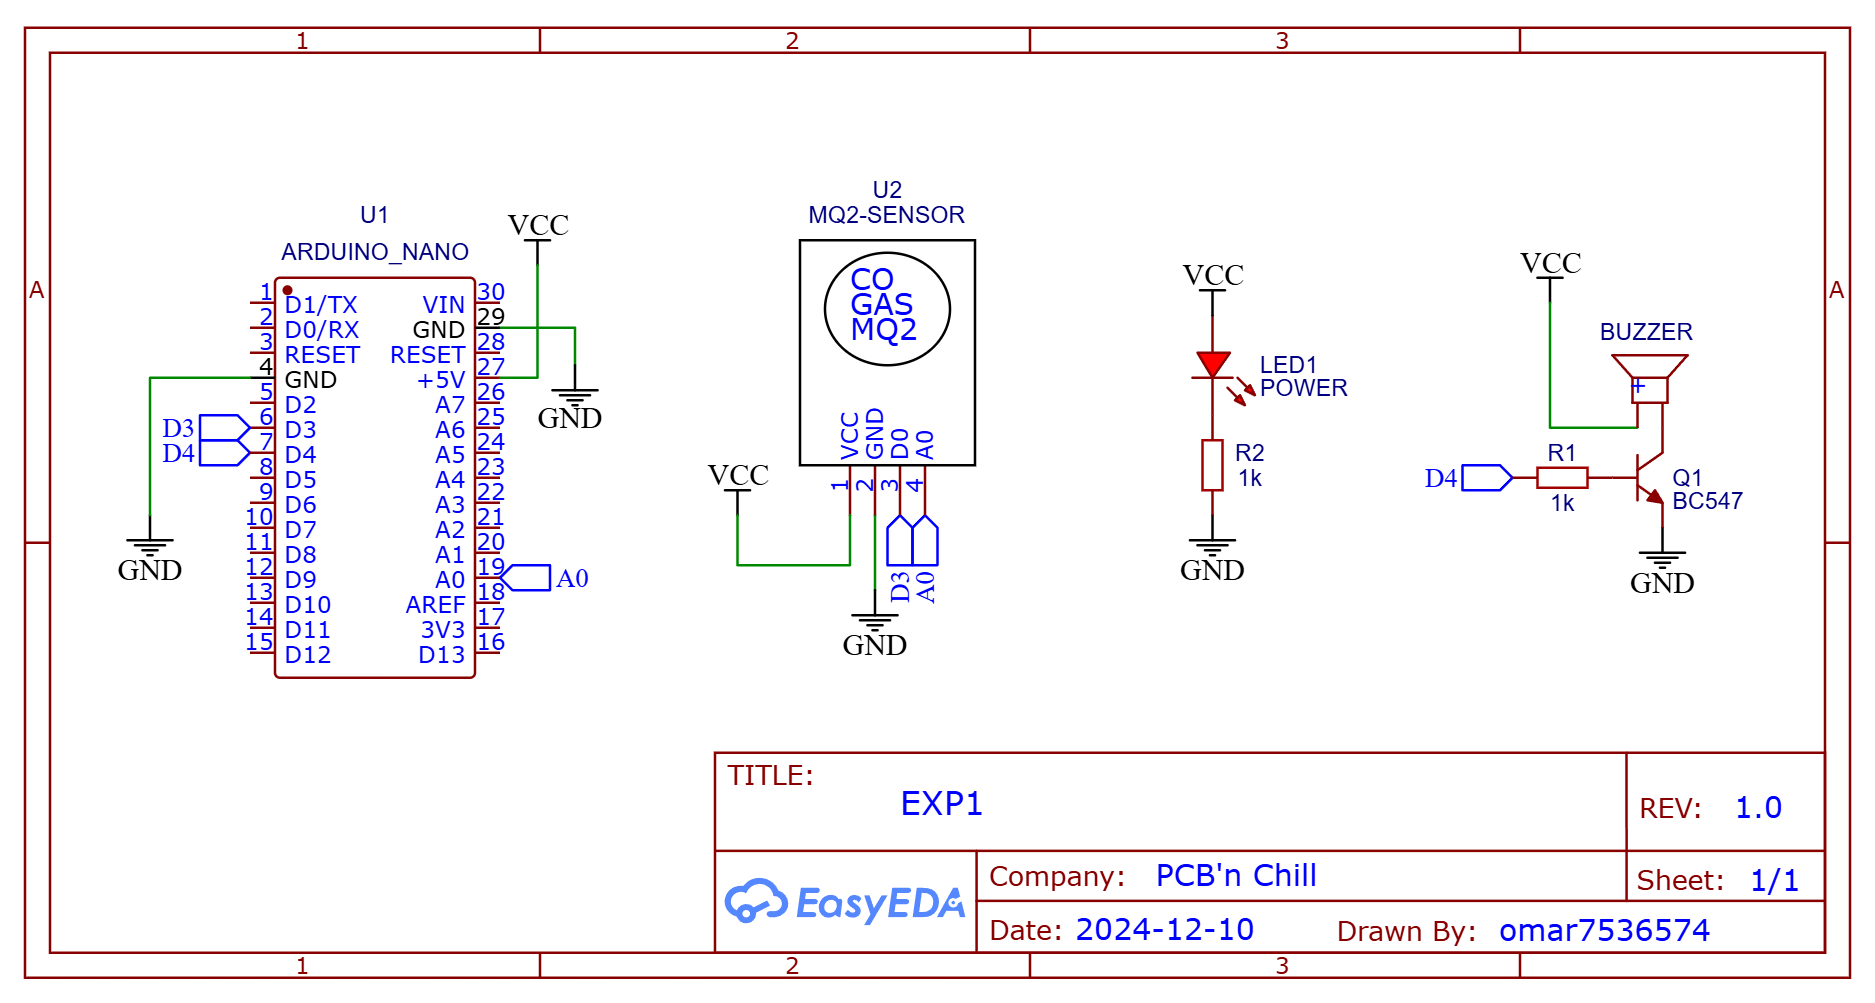 1 2 3
A A
U1
ARDUINO_NANO
VCC
1 D1/TX VIN 30
2 D0/RX GND 29
3 RESET RESET 28
4 GND +5V 27
5 D2 A7 26
D3 6 D3 A6 25
D4 7 D4 A5 24
8 D5 A4 23
9 D6 A3 22
10 D7 A2 21
11 D8 A1 20
12 D9 A0 19 A0
13 D10 AREF 18
14 D11 3V3 17
15 D12 D13 16
GND
GND
U2
MQ2-SENSOR
CO
GAS
MQ2
VCC GND D0 A0
1 2 3 4
VCC
D3 A0
GND
VCC
LED1
POWER
R2
1k
GND
VCC
BUZZER
+
D4
R1
1k
Q1
BC547
GND
TITLE:
EXP1
REV: 1.0
EasyEDA
Company: PCB'n Chill
Sheet: 1/1
Date: 2024-12-10
Drawn By: omar7536574
1 2 3